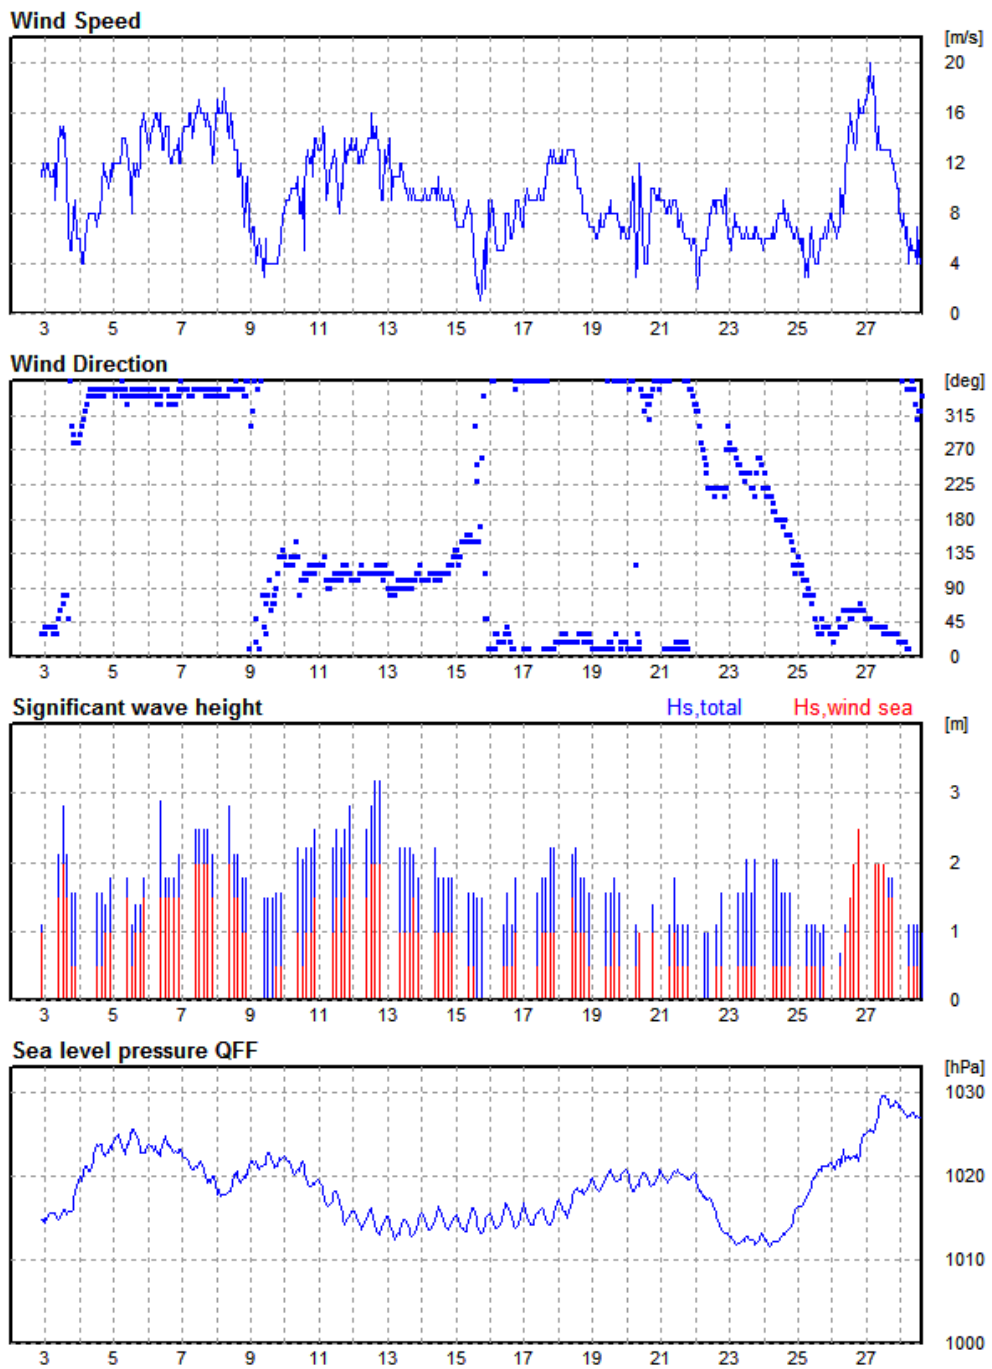 Wind Speed
[m/s]
20
16
12
8
4
0
3 5 7 9 11 13 15 17 19 21 23 25 27
Wind Direction
[deg]
315
270
225
180
135
90
45
0
3 5 7 9 11 13 15 17 19 21 23 25 27
Significant wave height Hs,total Hs,wind sea
[m]
3
2
1
0
3 5 7 9 11 13 15 17 19 21 23 25 27
Sea level pressure QFF
[hPa]
1030
1020
1010
1000
3 5 7 9 11 13 15 17 19 21 23 25 27